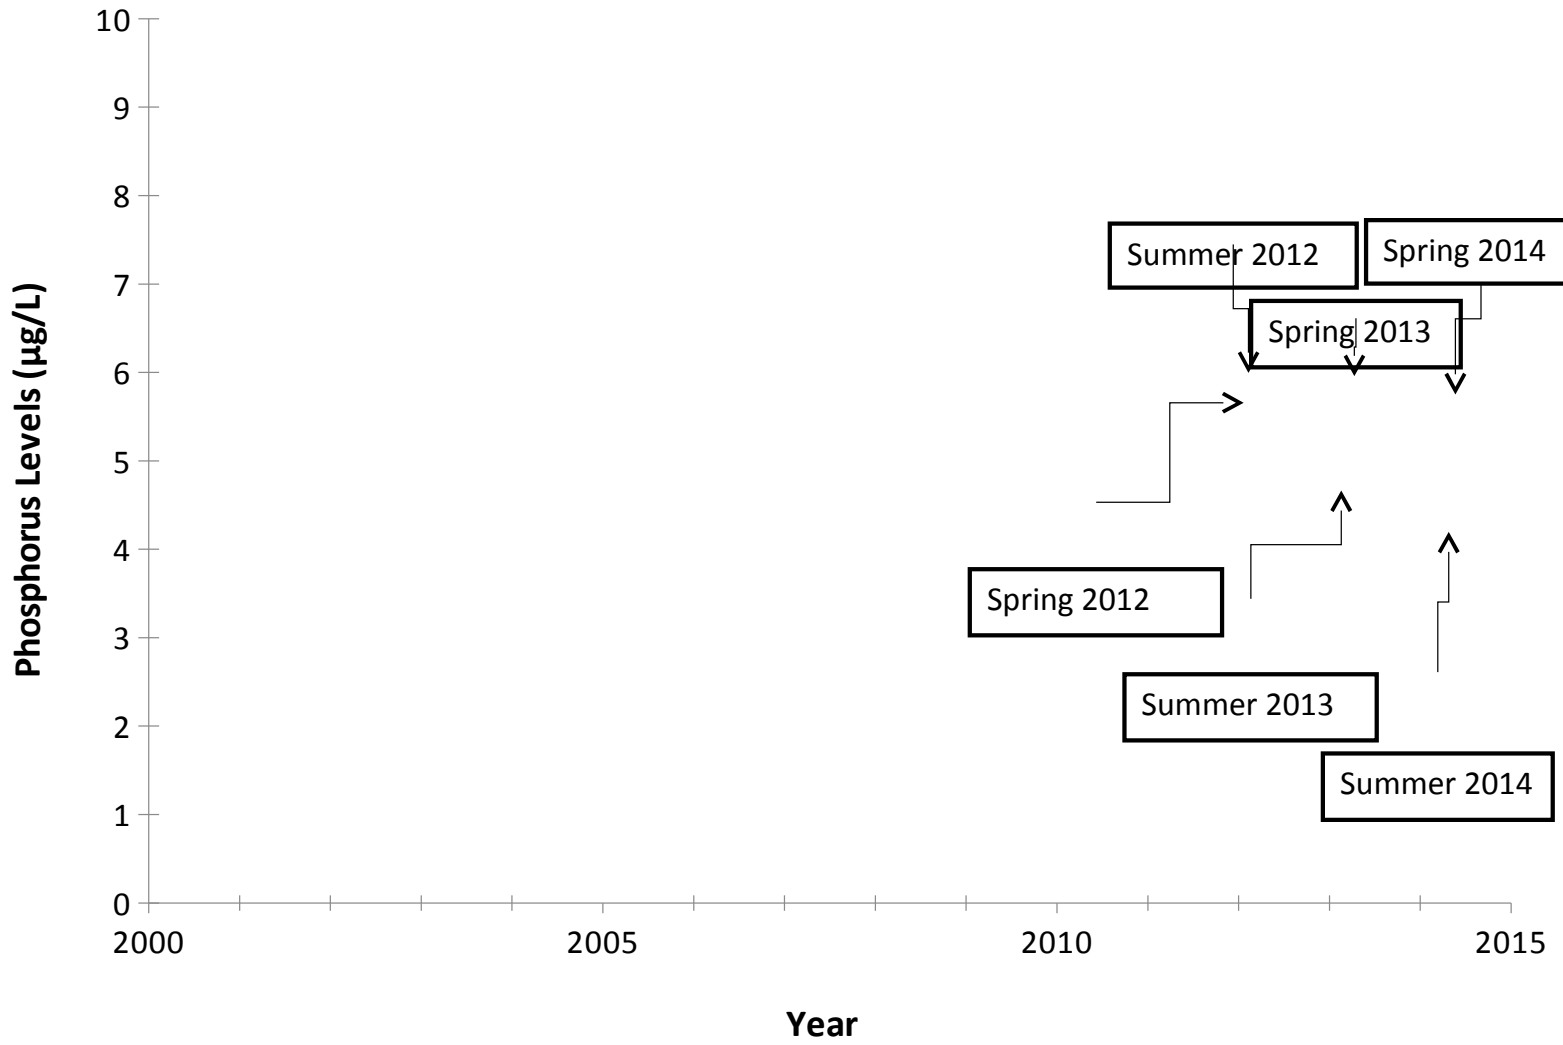 10
9
8
7
6
5
4
3
2
1
0
Phosphorus Levels (µg/L)
Summer 2012
Spring 2014
Spring 2013
Spring 2012
Summer 2013
Summer 2014
2000
2005
2010
2015
Year